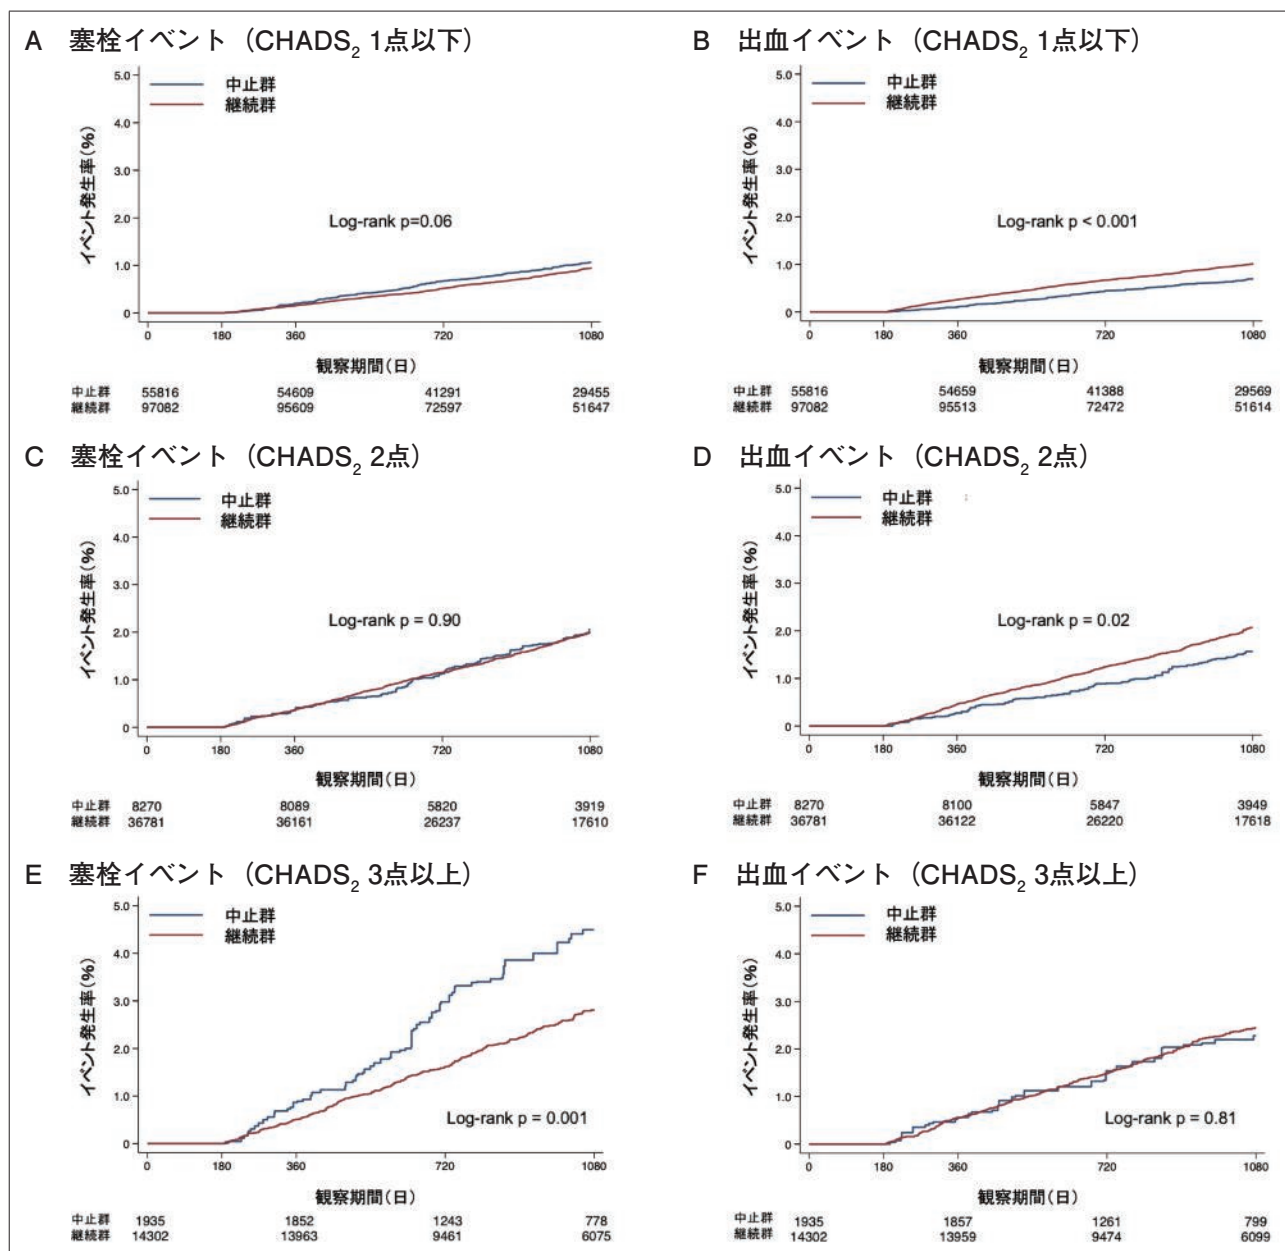 A 塞栓イベント（CHADS₂ 1点以下）
5.0
4.0
3.0
2.0
1.0
0
イベント発生率(%)
中止群
継続群
Log-rank p=0.06
0 180 360 720 1080
観察期間(日)
中止群 55816 54609 41291 29455
継続群 97082 95609 72597 51647
B 出血イベント（CHADS₂ 1点以下）
5.0
4.0
3.0
2.0
1.0
0
イベント発生率(%)
中止群
継続群
Log-rank p < 0.001
0 180 360 720 1080
観察期間(日)
中止群 55816 54659 41388 29569
継続群 97082 95513 72472 51614
C 塞栓イベント（CHADS₂ 2点）
5.0
4.0
3.0
2.0
1.0
0
イベント発生率(%)
中止群
継続群
Log-rank p = 0.90
0 180 360 720 1080
観察期間(日)
中止群 8270 8089 5820 3919
継続群 36781 36161 26237 17610
D 出血イベント（CHADS₂ 2点）
5.0
4.0
3.0
2.0
1.0
0
イベント発生率(%)
中止群
継続群
Log-rank p = 0.02
0 180 360 720 1080
観察期間(日)
中止群 8270 8100 5847 3949
継続群 36781 36122 26220 17618
E 塞栓イベント（CHADS₂ 3点以上）
5.0
4.0
3.0
2.0
1.0
0
イベント発生率(%)
中止群
継続群
Log-rank p = 0.001
0 180 360 720 1080
観察期間(日)
中止群 1935 1852 1243 778
継続群 14302 13963 9461 6075
F 出血イベント（CHADS₂ 3点以上）
5.0
4.0
3.0
2.0
1.0
0
イベント発生率(%)
中止群
継続群
Log-rank p = 0.81
0 180 360 720 1080
観察期間(日)
中止群 1935 1857 1261 799
継続群 14302 13959 9474 6099